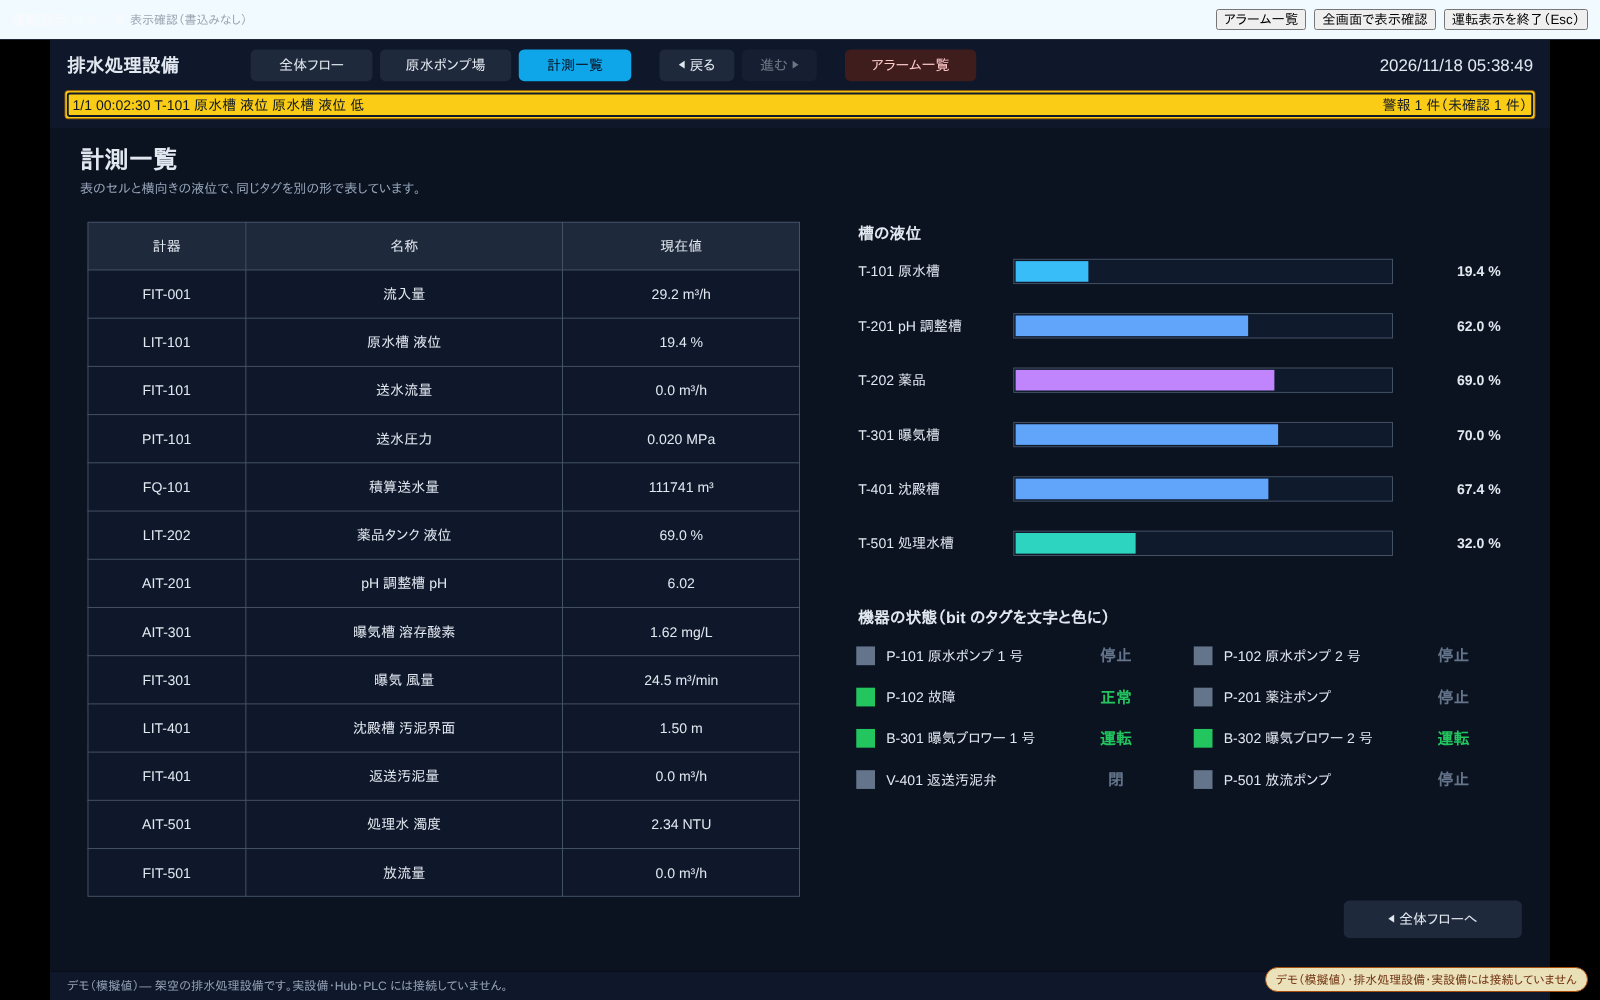 表示確認（書込みなし）
アラーム一覧
全画面で表示確認
運転表示を終了（Esc）
排水処理設備
全体フロー
原水ポンプ場
計測一覧
戻る
進む
アラーム一覧
2026/11/18 05:38:49
1/1 00:02:30 T-101 原水槽 液位 原水槽 液位 低
警報 1 件（未確認 1 件）
計測一覧
表のセルと横向きの液位で、同じタグを別の形で表しています。
計器 名称 現在値
FIT-001 流入量 29.2 m³/h
LIT-101 原水槽 液位 19.4 %
FIT-101 送水流量 0.0 m³/h
PIT-101 送水圧力 0.020 MPa
FQ-101 積算送水量 111741 m³
LIT-202 薬品タンク 液位 69.0 %
AIT-201 pH 調整槽 pH 6.02
AIT-301 曝気槽 溶存酸素 1.62 mg/L
FIT-301 曝気 風量 24.5 m³/min
LIT-401 沈殿槽 汚泥界面 1.50 m
FIT-401 返送汚泥量 0.0 m³/h
AIT-501 処理水 濁度 2.34 NTU
FIT-501 放流量 0.0 m³/h
槽の液位
T-101 原水槽 19.4 %
T-201 pH 調整槽 62.0 %
T-202 薬品 69.0 %
T-301 曝気槽 70.0 %
T-401 沈殿槽 67.4 %
T-501 処理水槽 32.0 %
機器の状態（bit のタグを文字と色に）
P-101 原水ポンプ 1 号 停止
P-102 原水ポンプ 2 号 停止
P-102 故障 正常
P-201 薬注ポンプ 停止
B-301 曝気ブロワー 1 号 運転
B-302 曝気ブロワー 2 号 運転
V-401 返送汚泥弁 閉
P-501 放流ポンプ 停止
全体フローへ
デモ（模擬値）— 架空の排水処理設備です。実設備・Hub・PLC には接続していません。
デモ（模擬値）・排水処理設備・実設備には接続していません